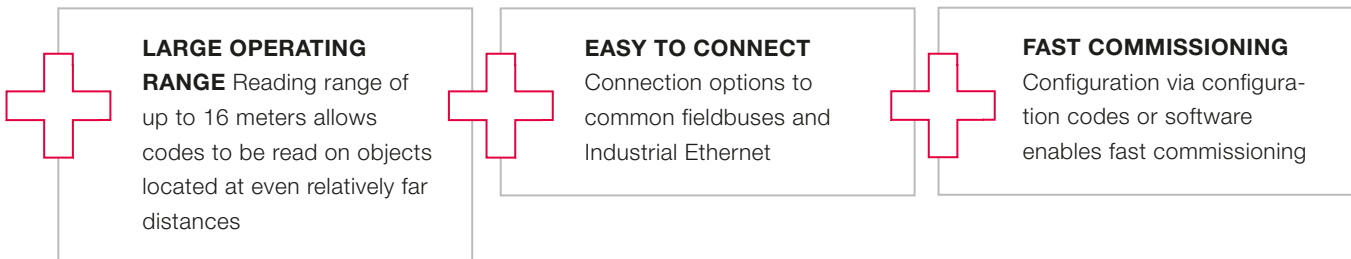 LARGE OPERATING
RANGE Reading range of
up to 16 meters allows
codes to be read on objects
located at even relatively far
distances
EASY TO CONNECT
Connection options to
common fieldbuses and
Industrial Ethernet
FAST COMMISSIONING
Configuration via configura-
tion codes or software
enables fast commissioning